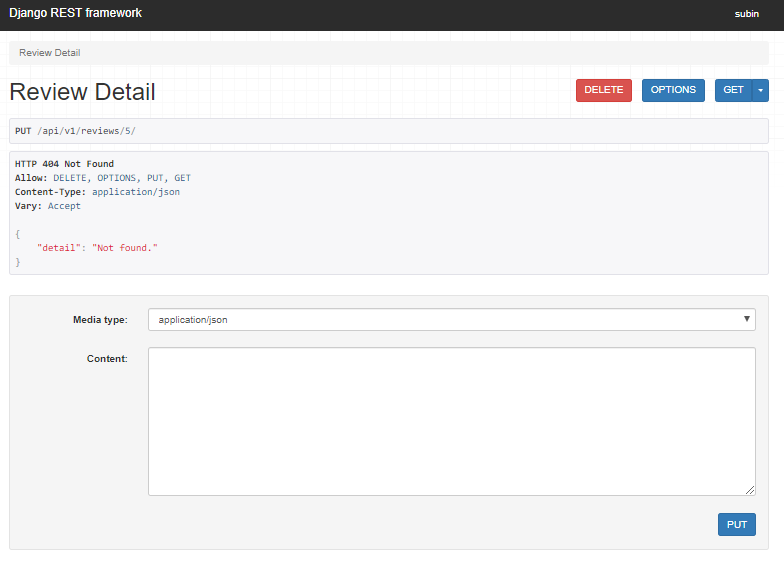 Django REST framework
subin
Review Detail
Review Detail
DELETE
OPTIONS
GET
PUT /api/v1/reviews/5/
HTTP 404 Not Found
Allow: DELETE, OPTIONS, PUT, GET
Content-Type: application/json
Vary: Accept
{
    "detail": "Not found."
}
Media type:
application/json
Content:
PUT